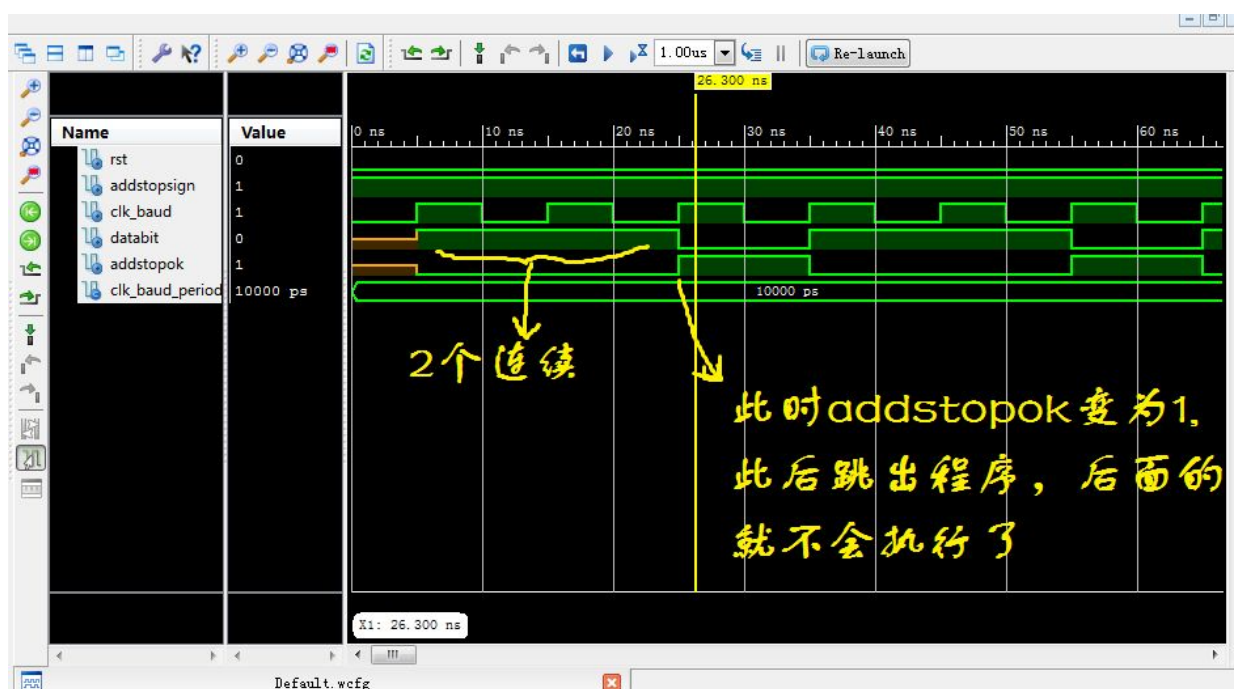 1.00us
Re-launch
26.300 ns
Name Value
0 ns 10 ns 20 ns 30 ns 40 ns 50 ns 60 ns
rst 0
addstopsign 1
clk_baud 1
databit 0
addstopok 1
clk_baud_period 10000 ps 10000 ps
2个连续
此时addstopok变为1,
此后跳出程序，后面的
就不会执行了
X1: 26.300 ns
Default.wcfg